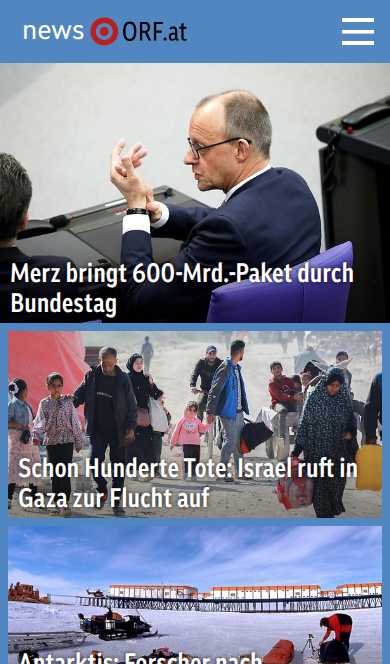 news ORF.at
Merz bringt 600-Mrd.-Paket durch
Bundestag
Schon Hunderte Tote: Israel ruft in
Gaza zur Flucht auf
Antarktis: Forscher nach